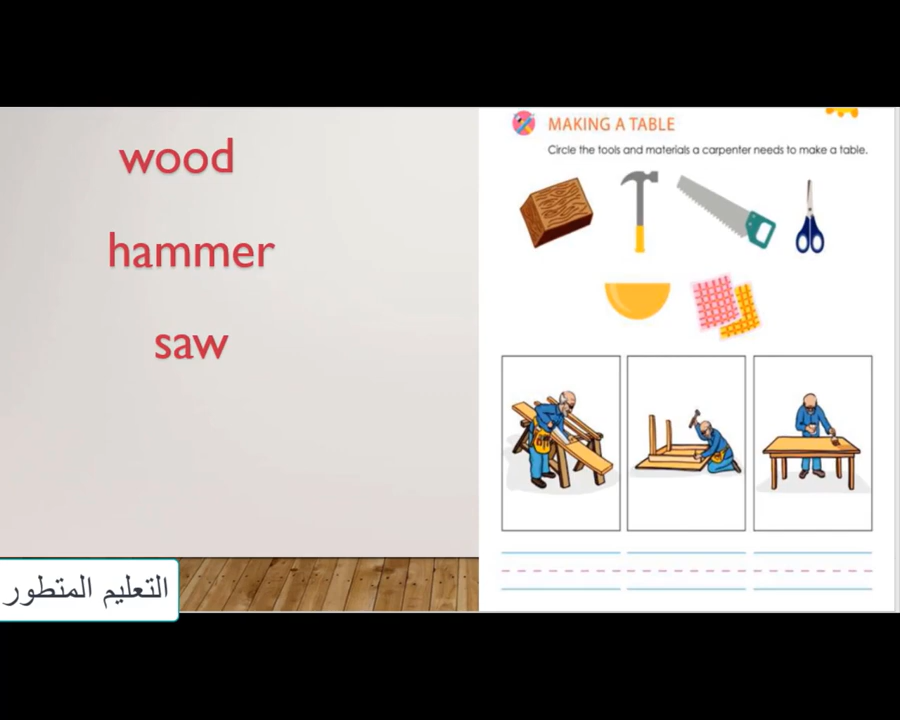 wood
hammer
saw
MAKING A TABLE
Circle the tools and materials a carpenter needs to make a table.
التعليم المتطور